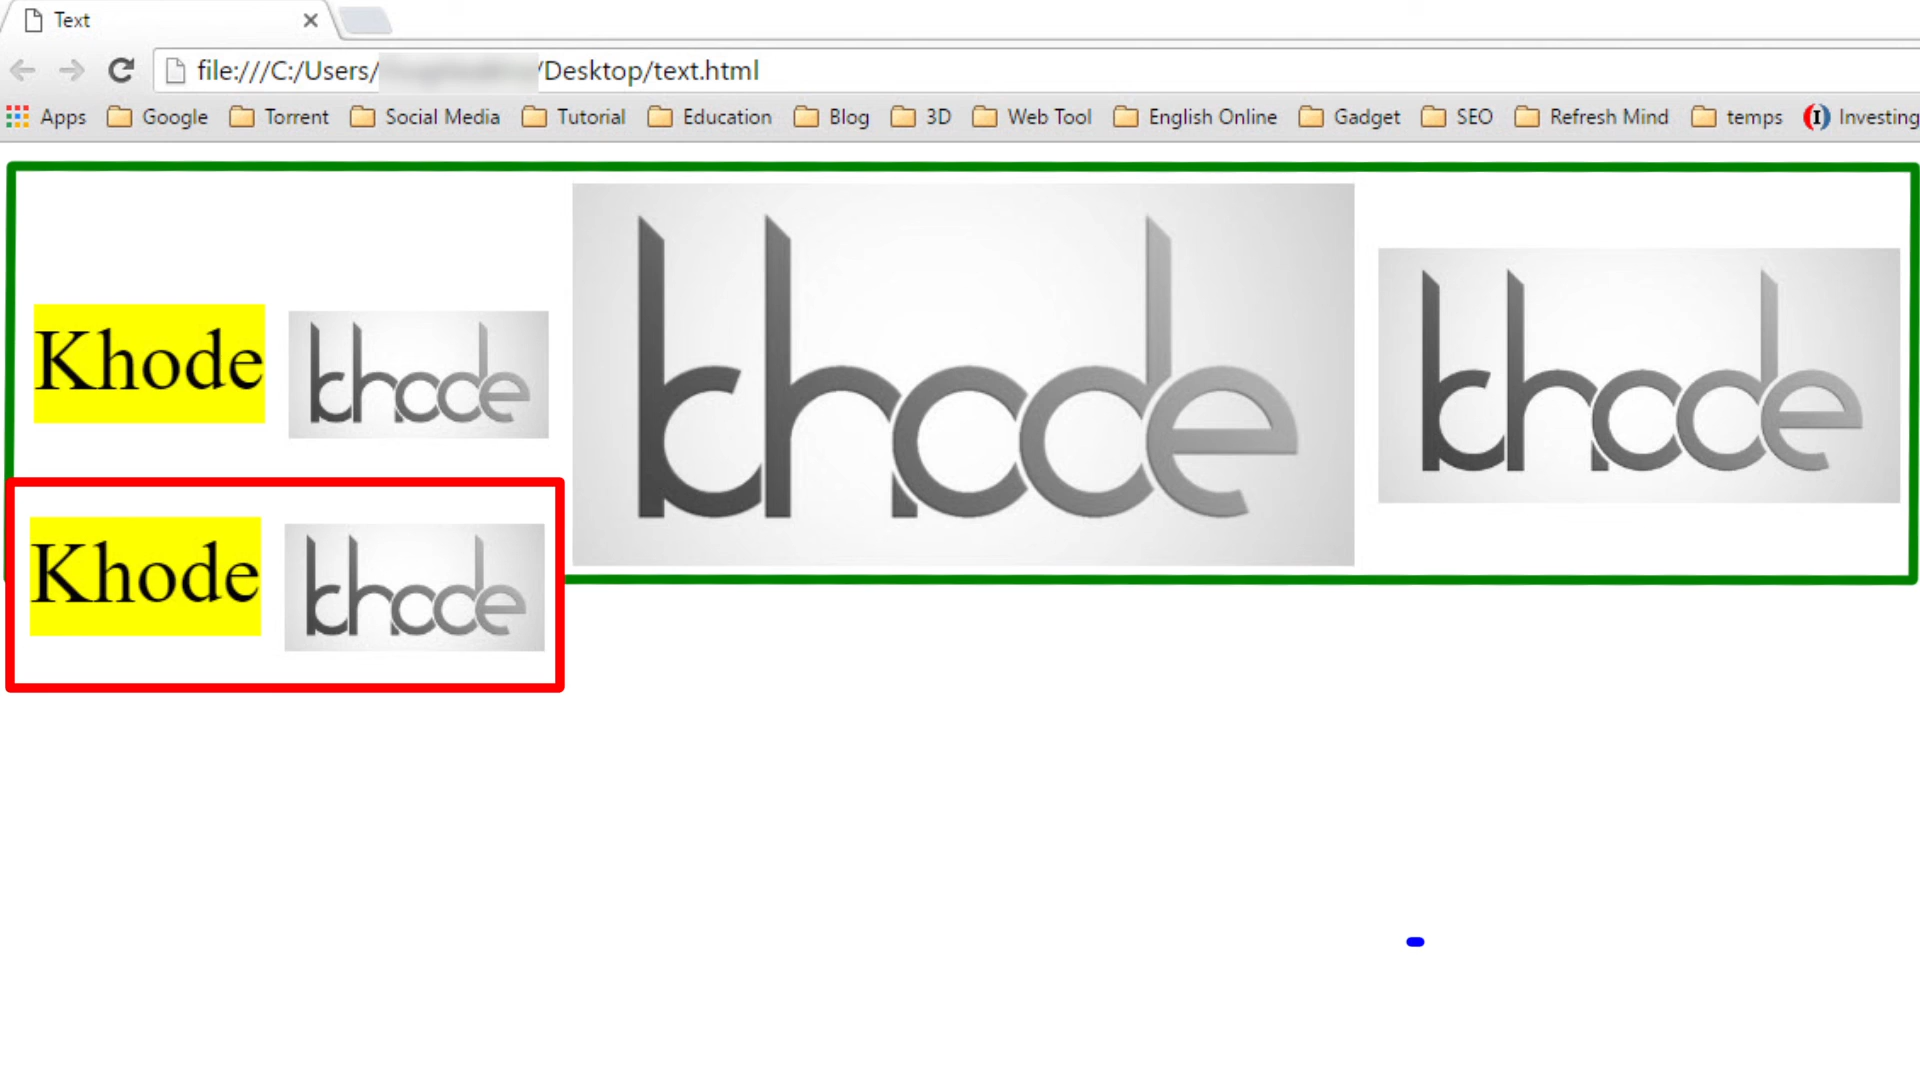 Text
file:///C:/Users/ /Desktop/text.html
Apps Google Torrent Social Media Tutorial Education Blog 3D Web Tool English Online Gadget SEO Refresh Mind temps Investing
Khode khode khode khode
Khode khode